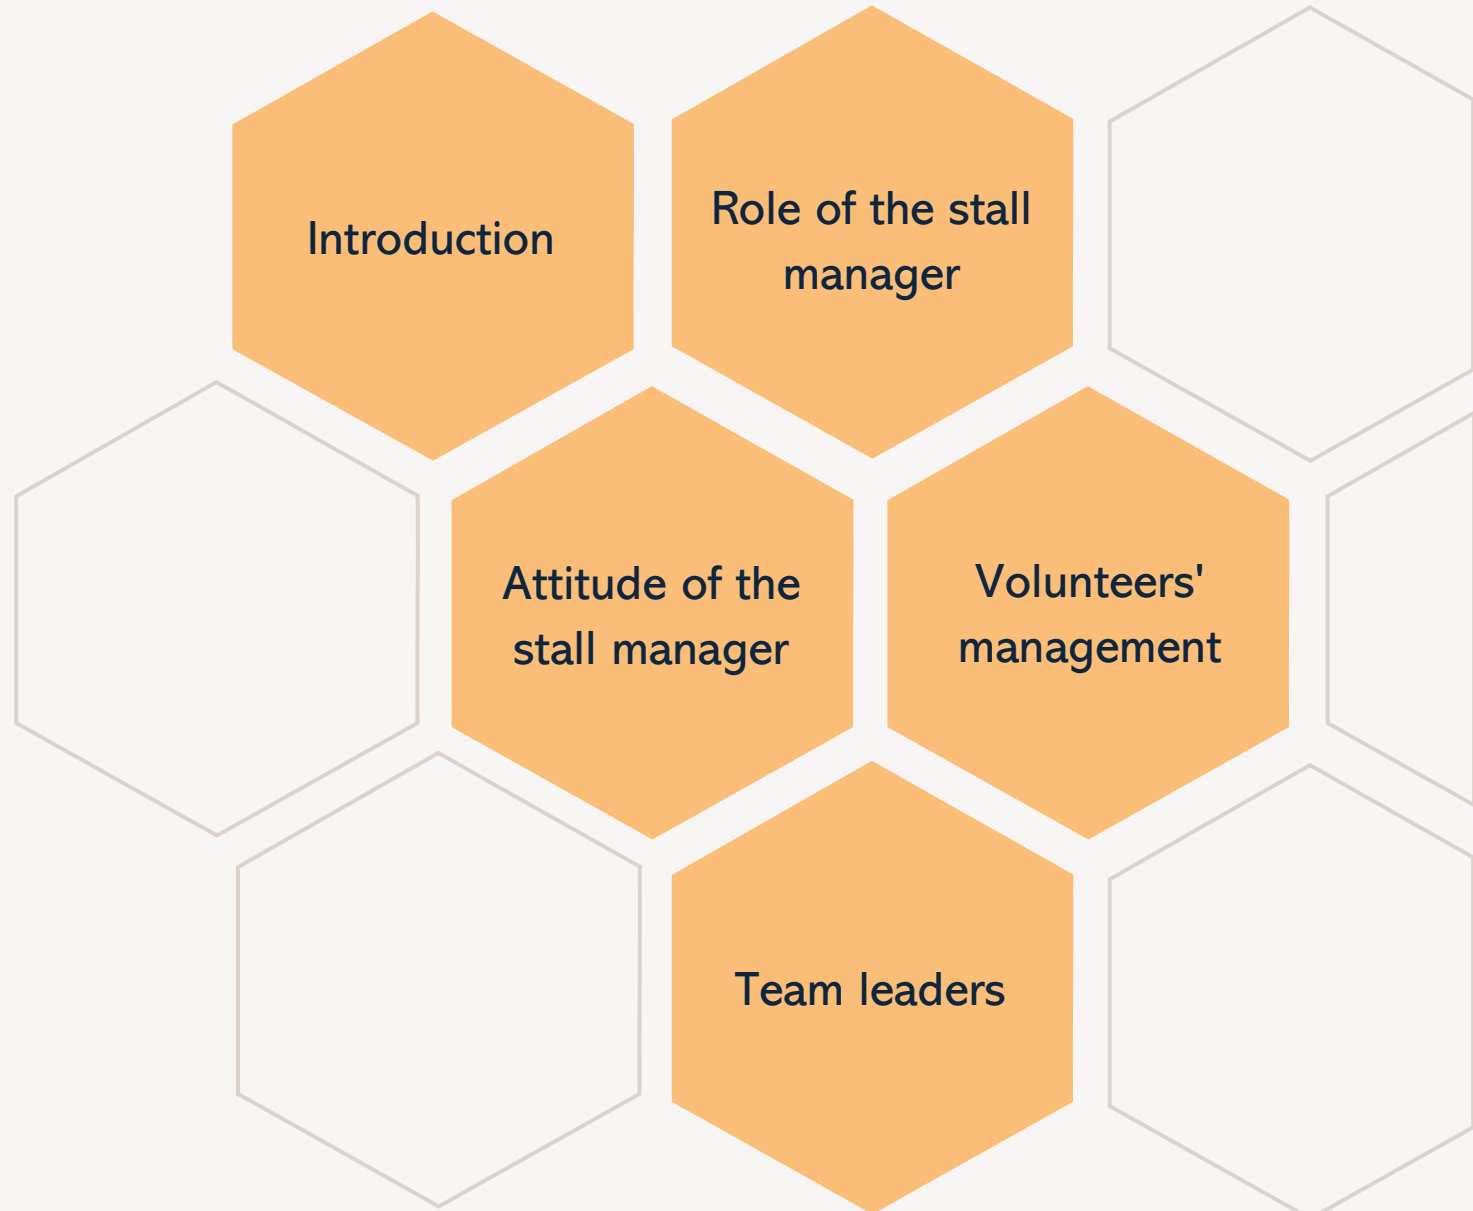 Introduction
Role of the stall
manager
Attitude of the
stall manager
Volunteers'
management
Team leaders